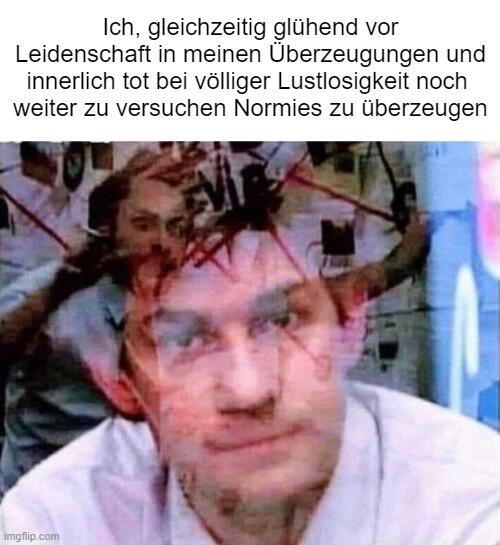 Ich, gleichzeitig glühend vor
Leidenschaft in meinen Überzeugungen und
innerlich tot bei völliger Lustlosigkeit noch
weiter zu versuchen Normies zu überzeugen
imgflip.com